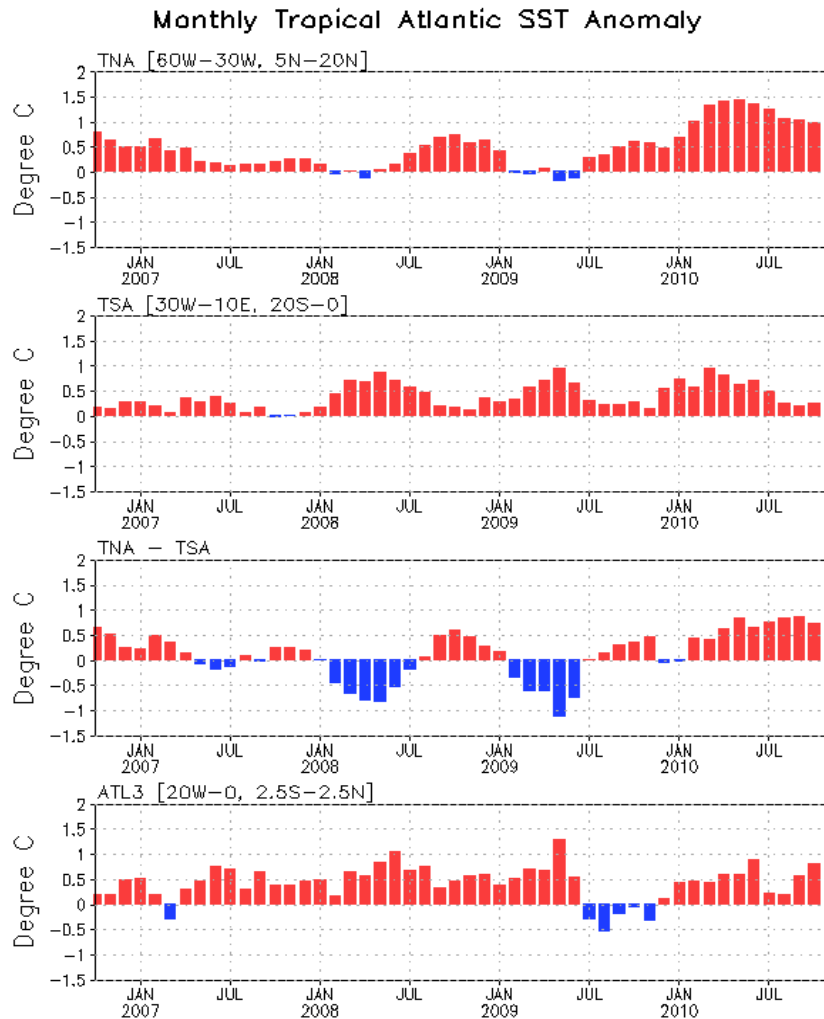 Monthly Tropical Atlantic SST Anomaly
TNA [60W-30W, 5N-20N]
Degree C
2
1.5
1
0.5
0
-0.5
-1
-1.5
JAN JUL JAN JUL JAN JUL JAN JUL
2007 2008 2009 2010
TSA [30W-10E, 20S-0]
Degree C
2
1.5
1
0.5
0
-0.5
-1
-1.5
JAN JUL JAN JUL JAN JUL JAN JUL
2007 2008 2009 2010
TNA - TSA
Degree C
2
1.5
1
0.5
0
-0.5
-1
-1.5
JAN JUL JAN JUL JAN JUL JAN JUL
2007 2008 2009 2010
ATL3 [20W-0, 2.5S-2.5N]
Degree C
2
1.5
1
0.5
0
-0.5
-1
-1.5
JAN JUL JAN JUL JAN JUL JAN JUL
2007 2008 2009 2010